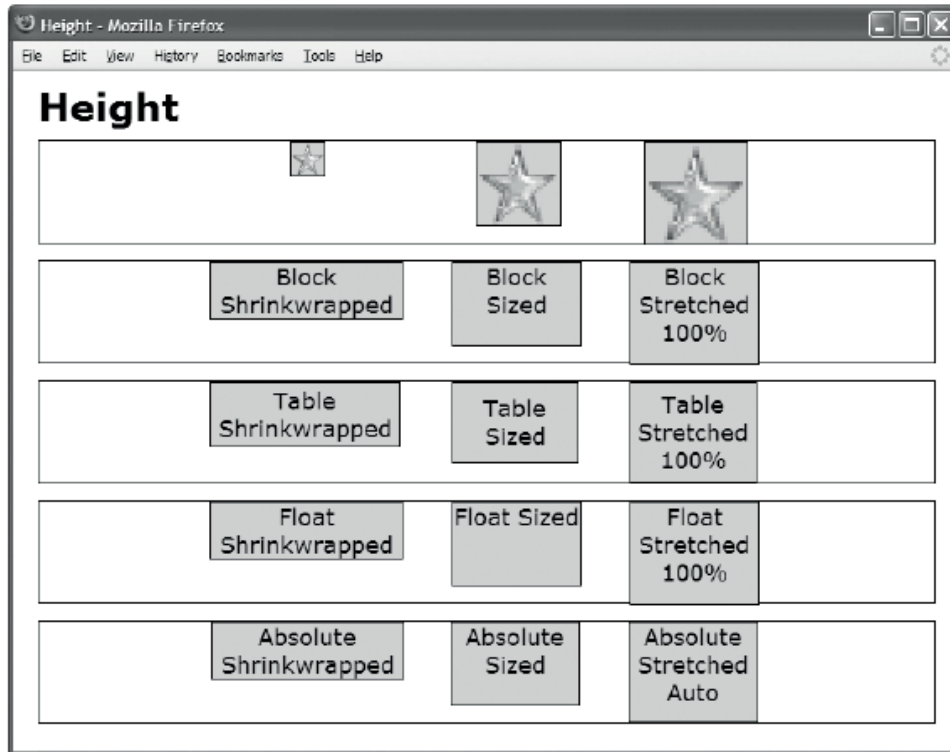 Height - Mozilla Firefox
File Edit View History Bookmarks Tools Help
Height
Block
Shrinkwrapped
Block
Sized
Block
Stretched
100%
Table
Shrinkwrapped
Table
Sized
Table
Stretched
100%
Float
Shrinkwrapped
Float Sized
Float
Stretched
100%
Absolute
Shrinkwrapped
Absolute
Sized
Absolute
Stretched
Auto